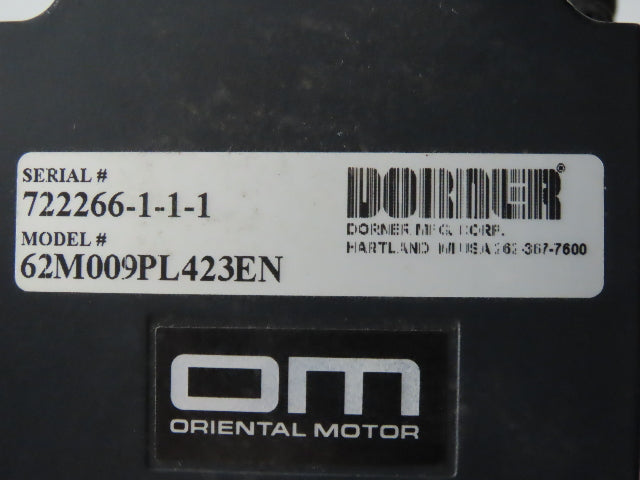 SERIAL #
722266-1-1-1
MODEL #
62M009PL423EN
DORNER®
DORNER MFG. CORP.
HARTLAND WI USA 262-367-7600
OM
ORIENTAL MOTOR